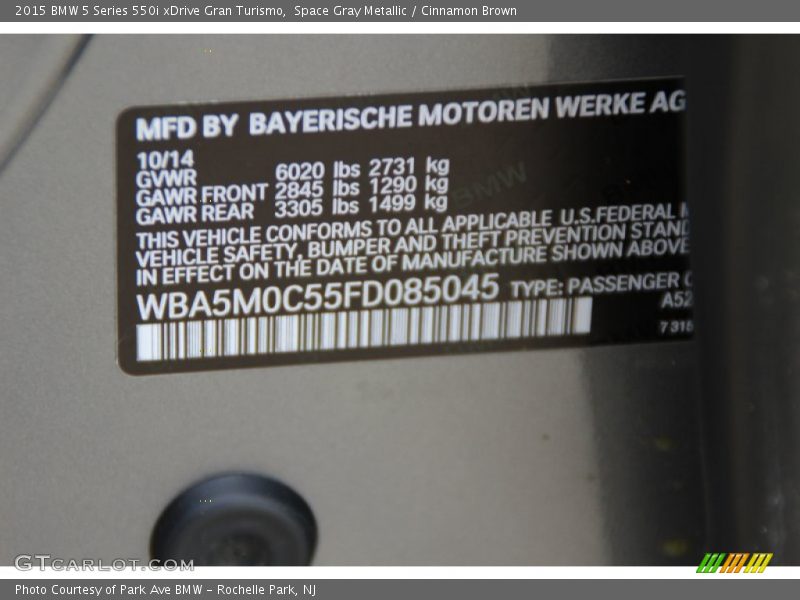 2015 BMW 5 Series 550i xDrive Gran Turismo, Space Gray Metallic / Cinnamon Brown
MFD BY BAYERISCHE MOTOREN WERKE AG
10/14
GVWR 6020 lbs 2731 kg
GAWR FRONT 2845 lbs 1290 kg
GAWR REAR 3305 lbs 1499 kg
THIS VEHICLE CONFORMS TO ALL APPLICABLE U.S.FEDERAL
VEHICLE SAFETY, BUMPER AND THEFT PREVENTION STAND
IN EFFECT ON THE DATE OF MANUFACTURE SHOWN ABOVE
WBA5M0C55FD085045 TYPE: PASSENGER C
A52
7315
BMW
GTCARLOT.COM
Photo Courtesy of Park Ave BMW - Rochelle Park, NJ